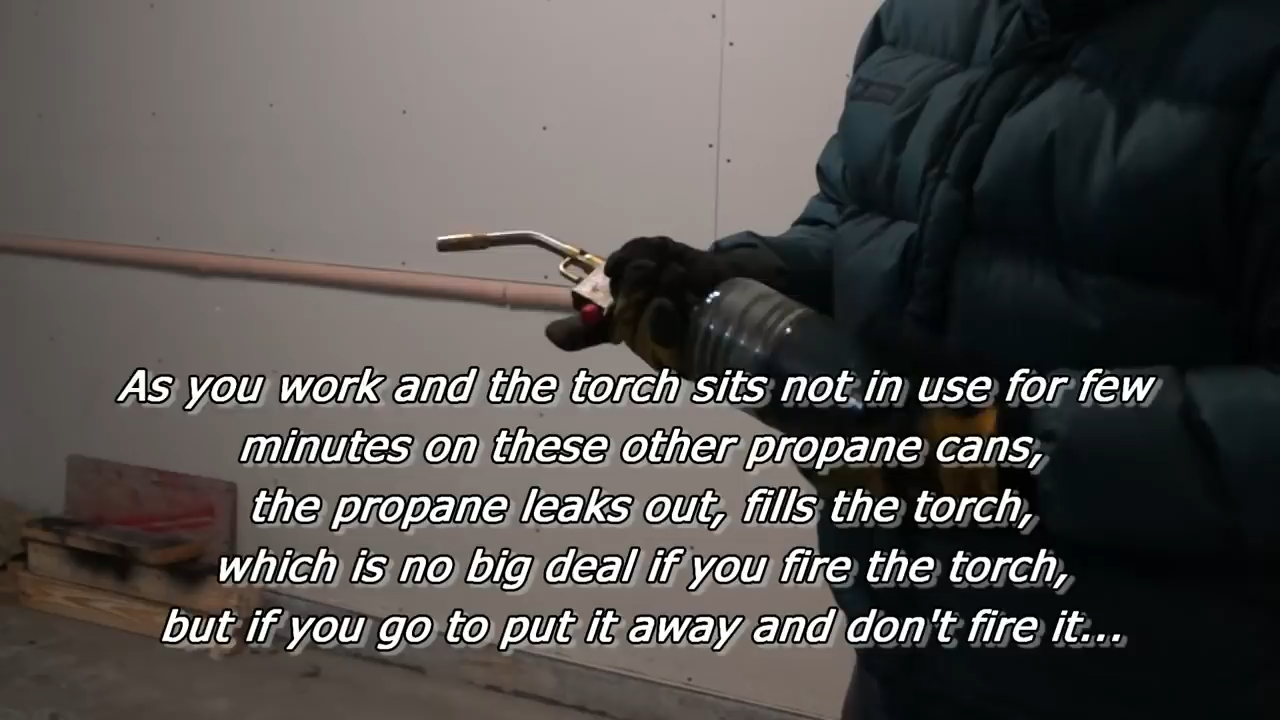 As you work and the torch sits not in use for few
minutes on these other propane cans,
the propane leaks out, fills the torch,
which is no big deal if you fire the torch,
but if you go to put it away and don't fire it...